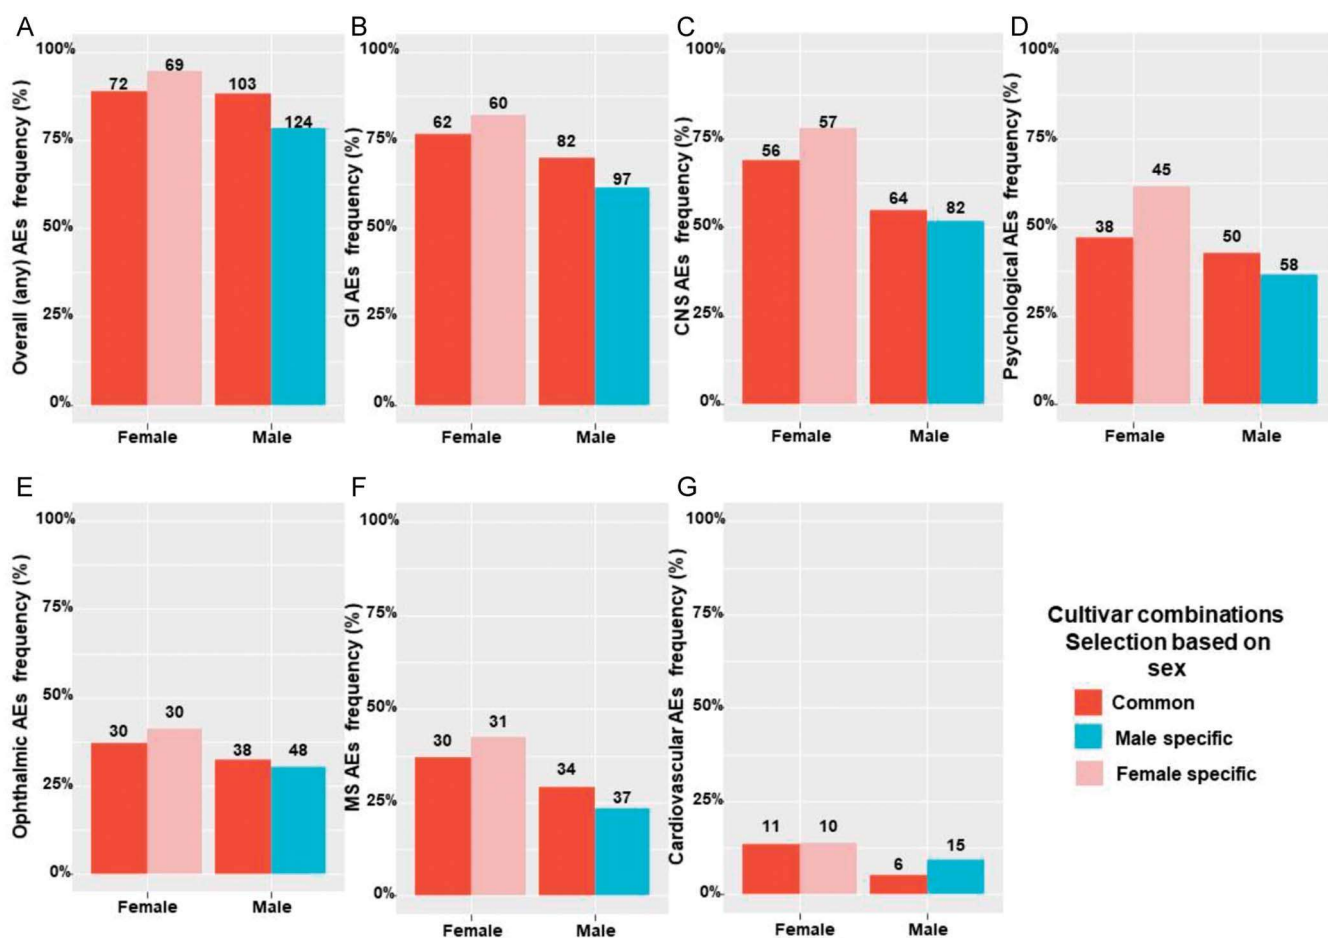 A
Overall (any) AEs frequency (%)
100%
75%
50%
25%
0%
72
69
103
124
Female
Male
B
GI AEs frequency (%)
100%
75%
50%
25%
0%
62
60
82
97
Female
Male
C
CNS AEs frequency (%)
100%
75%
50%
25%
0%
56
57
64
82
Female
Male
D
Psychological AEs frequency (%)
100%
75%
50%
25%
0%
38
45
50
58
Female
Male
E
Ophthalmic AEs frequency (%)
100%
75%
50%
25%
0%
30
30
38
48
Female
Male
F
MS AEs frequency (%)
100%
75%
50%
25%
0%
30
31
34
37
Female
Male
G
Cardiovascular AEs frequency (%)
100%
75%
50%
25%
0%
11
10
6
15
Female
Male
Cultivar combinations
Selection based on
sex
Common
Male specific
Female specific